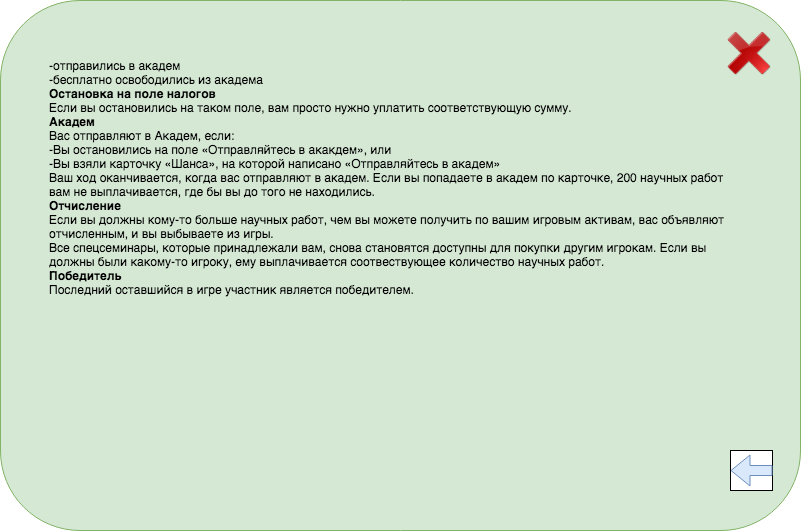 -отправились в академ
-бесплатно освободились из академа
Остановка на поле налогов
Если вы остановились на таком поле, вам просто нужно уплатить соответствующую сумму.
Академ
Вас отправляют в Академ, если:
-Вы остановились на поле «Отправляйтесь в акакдем», или
-Вы взяли карточку «Шанса», на которой написано «Отправляйтесь в академ»
Ваш ход оканчивается, когда вас отправляют в академ. Если вы попадаете в академ по карточке, 200 научных работ
вам не выплачивается, где бы вы до того не находились.
Отчисление
Если вы должны кому-то больше научных работ, чем вы можете получить по вашим игровым активам, вас объявляют
отчисленным, и вы выбываете из игры.
Все спецсеминары, которые принадлежали вам, снова становятся доступны для покупки другим игрокам. Если вы
должны были какому-то игроку, ему выплачивается соотвествующее количество научных работ.
Победитель
Последний оставшийся в игре участник является победителем.